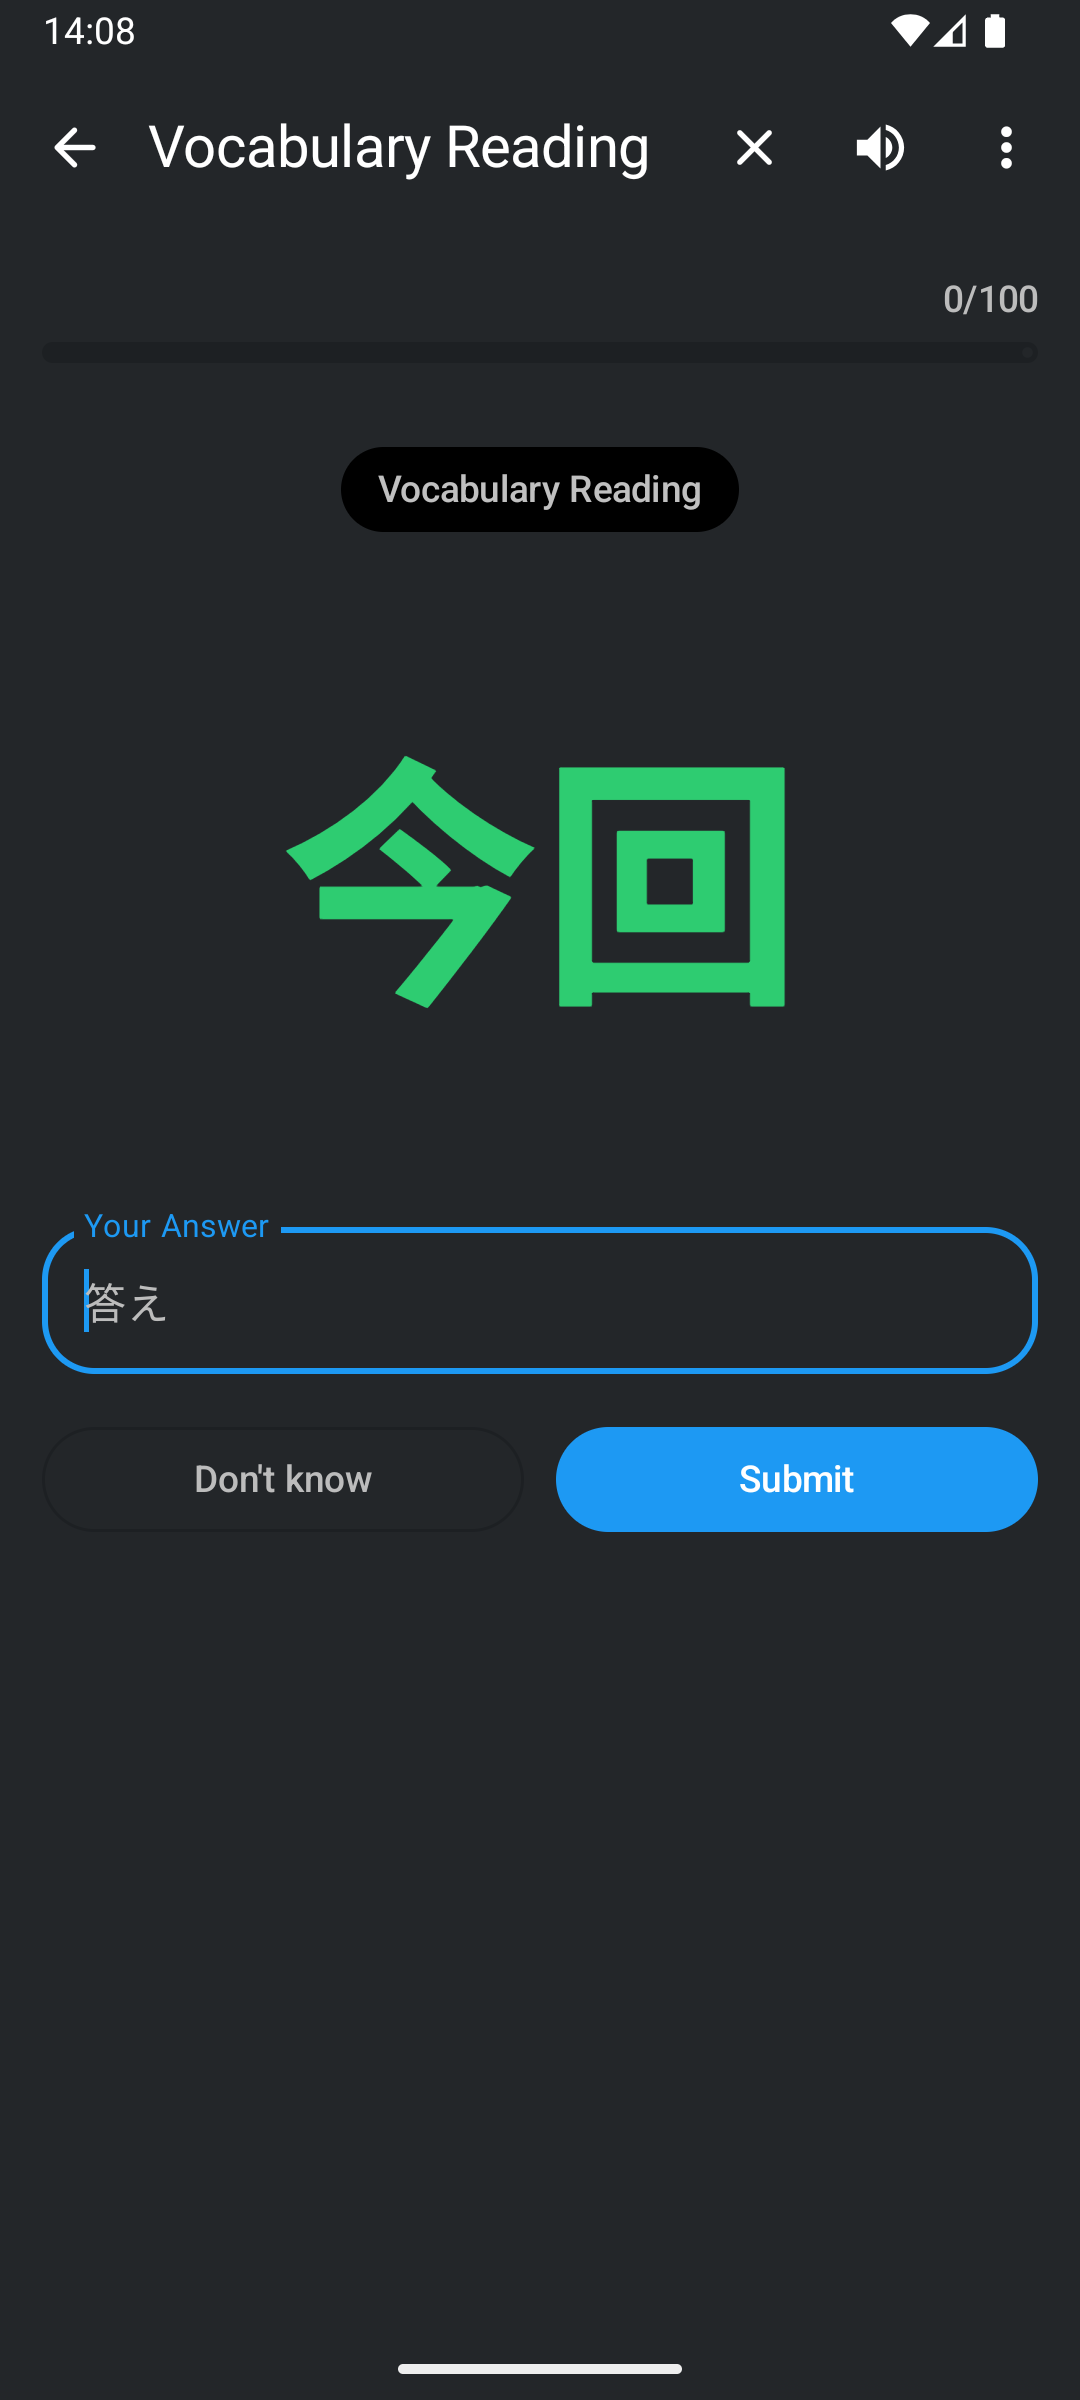 14:08
Vocabulary Reading
0/100
Vocabulary Reading
今回
Your Answer
答え
Don't know
Submit